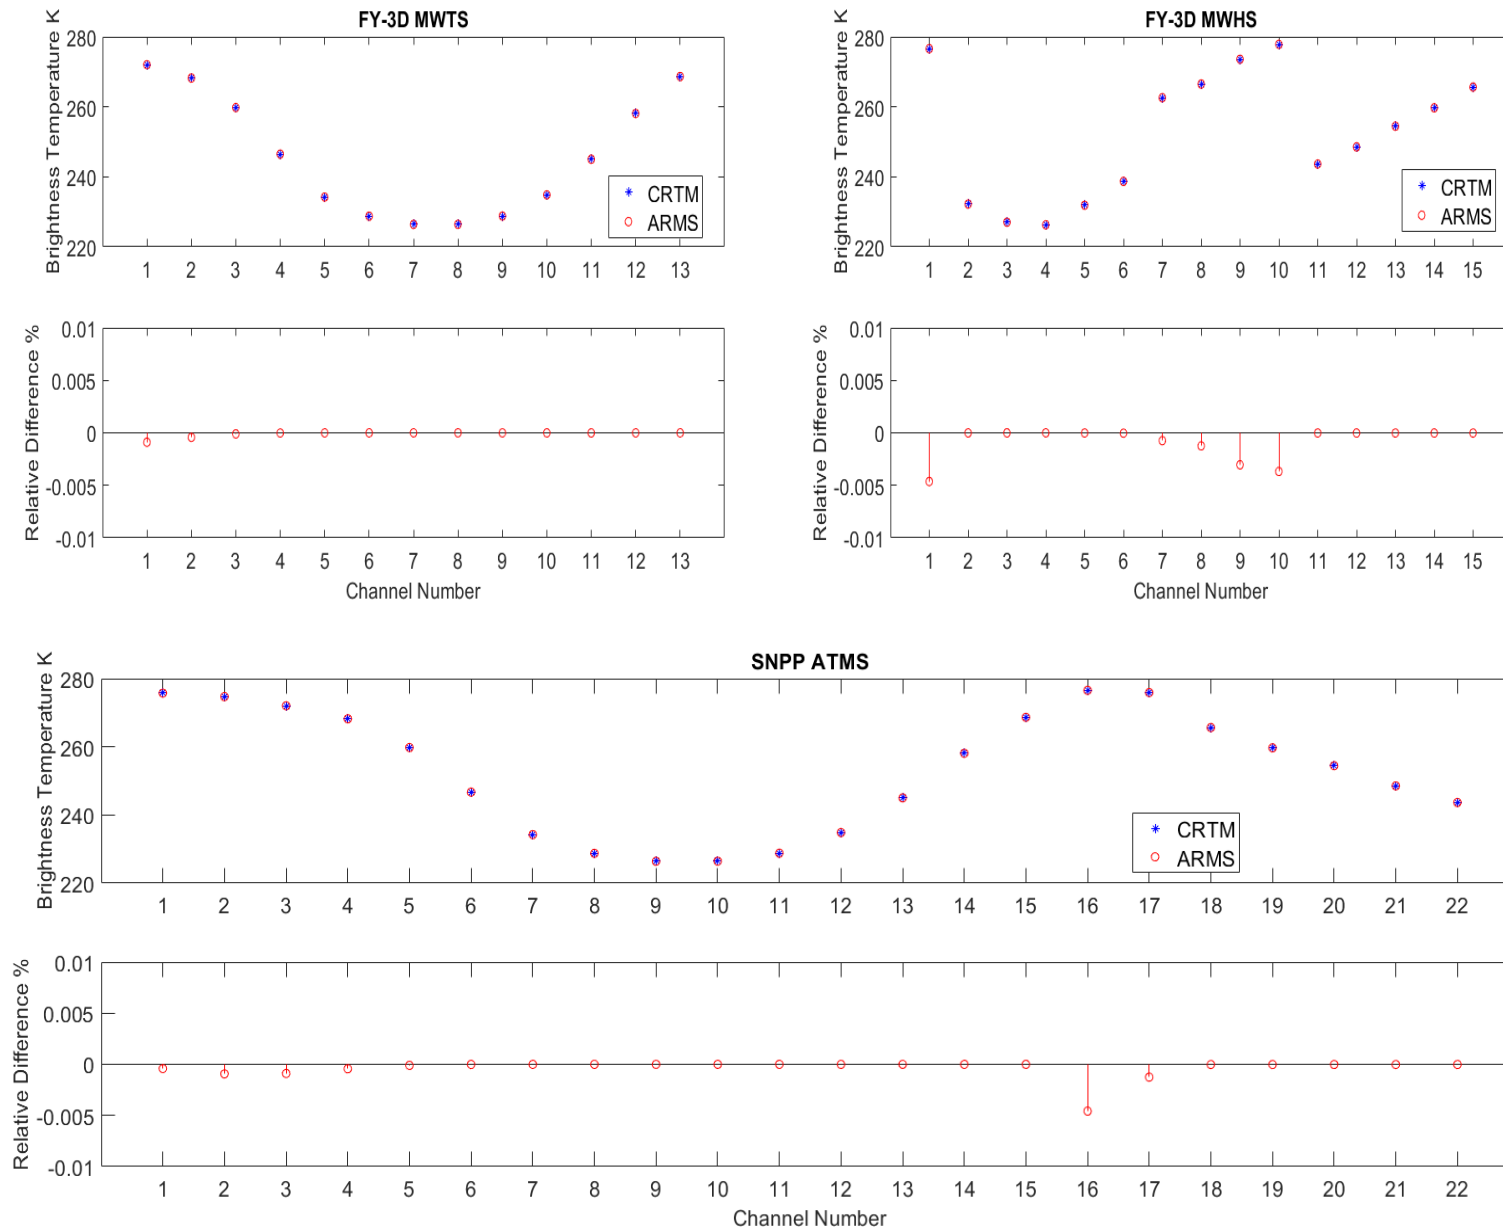 FY-3D MWTS
Brightness Temperature K
280
260
240
220
CRTM
ARMS
1 2 3 4 5 6 7 8 9 10 11 12 13
Relative Difference %
0.01
0.005
0
-0.005
-0.01
1 2 3 4 5 6 7 8 9 10 11 12 13
Channel Number
FY-3D MWHS
Brightness Temperature K
280
260
240
220
CRTM
ARMS
1 2 3 4 5 6 7 8 9 10 11 12 13 14 15
Relative Difference %
0.01
0.005
0
-0.005
-0.01
1 2 3 4 5 6 7 8 9 10 11 12 13 14 15
Channel Number
SNPP ATMS
Brightness Temperature K
280
260
240
220
CRTM
ARMS
1 2 3 4 5 6 7 8 9 10 11 12 13 14 15 16 17 18 19 20 21 22
Relative Difference %
0.01
0.005
0
-0.005
-0.01
1 2 3 4 5 6 7 8 9 10 11 12 13 14 15 16 17 18 19 20 21 22
Channel Number